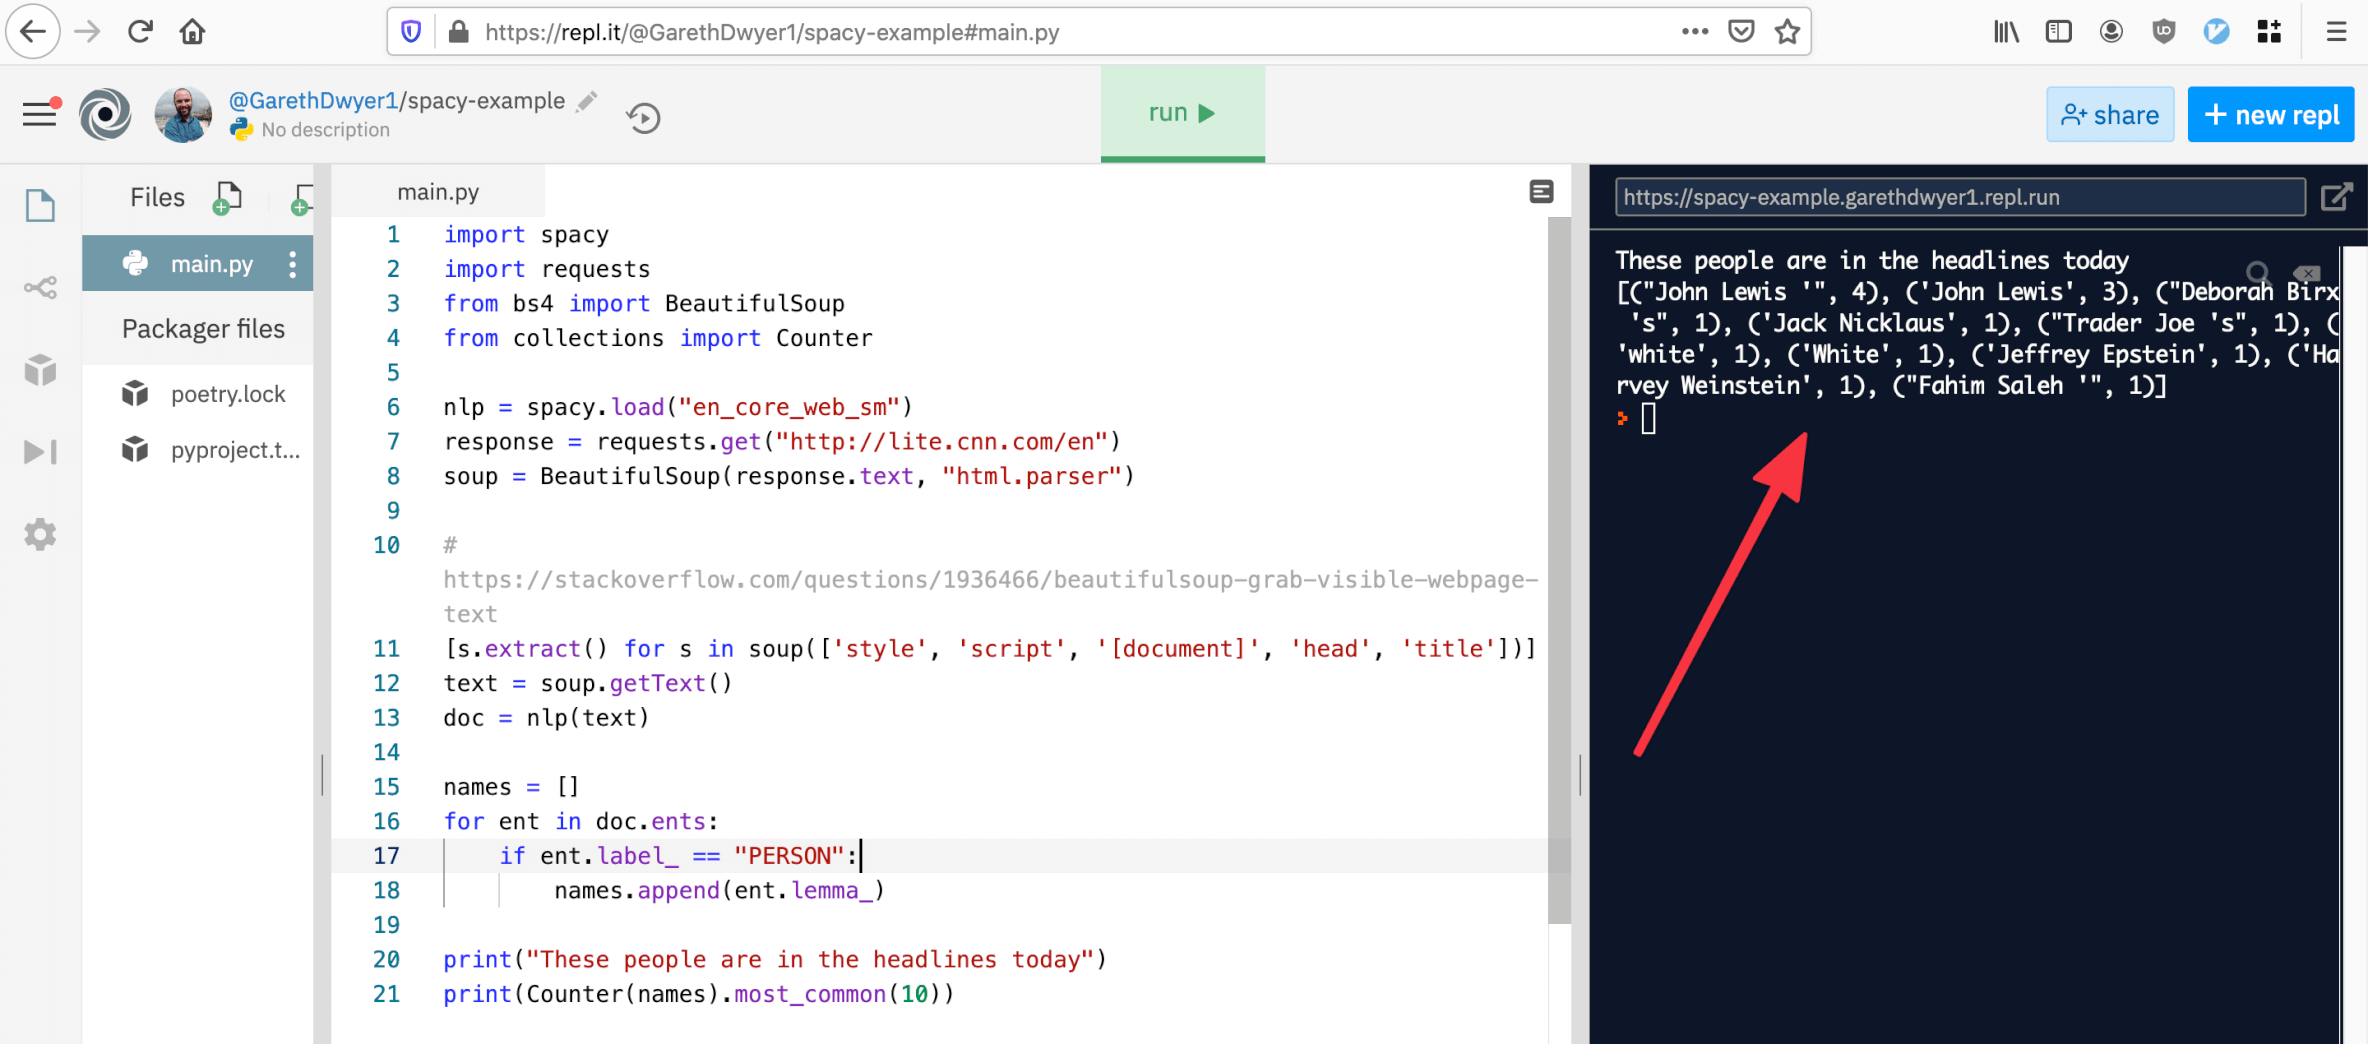 https://repl.it/@GarethDwyer1/spacy-example#main.py
@GarethDwyer1/spacy-example
No description
run
share
+ new repl
Files
main.py
Packager files
poetry.lock
pyproject.t...
main.py
1 import spacy
2 import requests
3 from bs4 import BeautifulSoup
4 from collections import Counter
5
6 nlp = spacy.load("en_core_web_sm")
7 response = requests.get("http://lite.cnn.com/en")
8 soup = BeautifulSoup(response.text, "html.parser")
9
10 #
https://stackoverflow.com/questions/1936466/beautifulsoup-grab-visible-webpage-
text
11 [s.extract() for s in soup(['style', 'script', '[document]', 'head', 'title'])]
12 text = soup.getText()
13 doc = nlp(text)
14
15 names = []
16 for ent in doc.ents:
17     if ent.label_ == "PERSON":
18         names.append(ent.lemma_)
19
20 print("These people are in the headlines today")
21 print(Counter(names).most_common(10))
https://spacy-example.garethdwyer1.repl.run
These people are in the headlines today
[("John Lewis '", 4), ('John Lewis', 3), ("Deborah Birx
 's", 1), ('Jack Nicklaus', 1), ("Trader Joe 's", 1), (
'white', 1), ('White', 1), ('Jeffrey Epstein', 1), ('Ha
rvey Weinstein', 1), ("Fahim Saleh '", 1)]